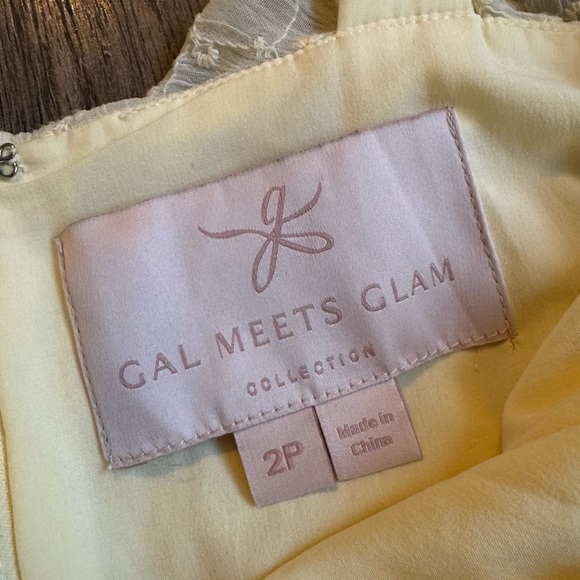 g
GAL MEETS GLAM
COLLECTION
2P
Made in
China